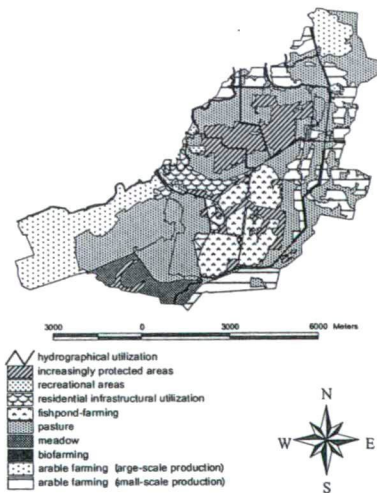 3000 0 3000 6000 Meters
hydrographical utilization
increasingly protected areas
recreational areas
residential infrastructural utilization
fishpond-farming
pasture
meadow
biofarming
arable farming (large-scale production)
arable farming (small-scale production)
N
W E
S